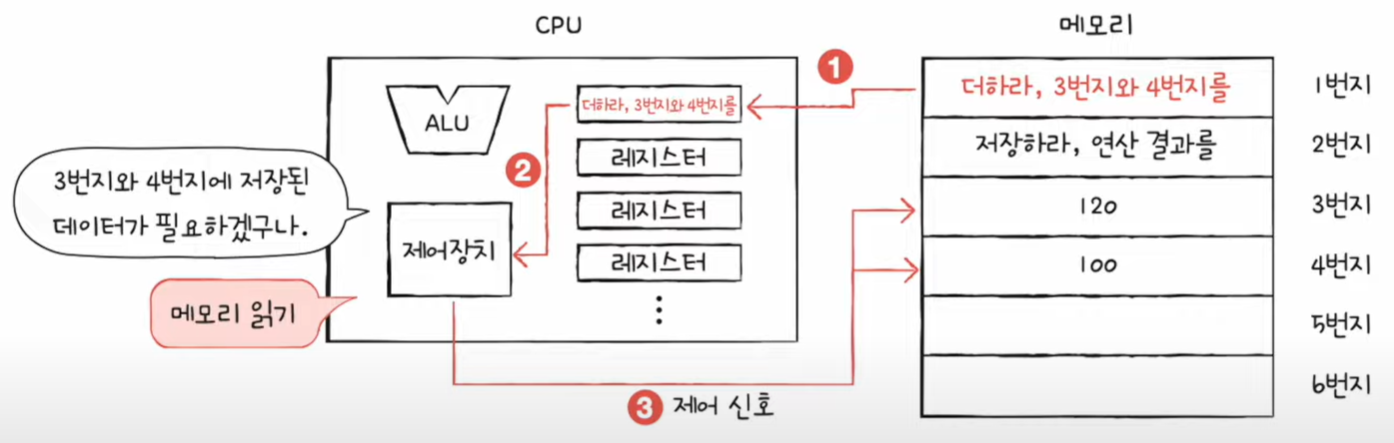 CPU
메모리
ALU
더하라, 3번지와 4번지를
레지스터
레지스터
레지스터
제어장치
3번지와 4번지에 저장된
데이터가 필요하겠구나.
메모리 읽기
1
2
3 제어 신호
더하라, 3번지와 4번지를
1번지
저장하라, 연산 결과를
2번지
120
3번지
100
4번지
5번지
6번지